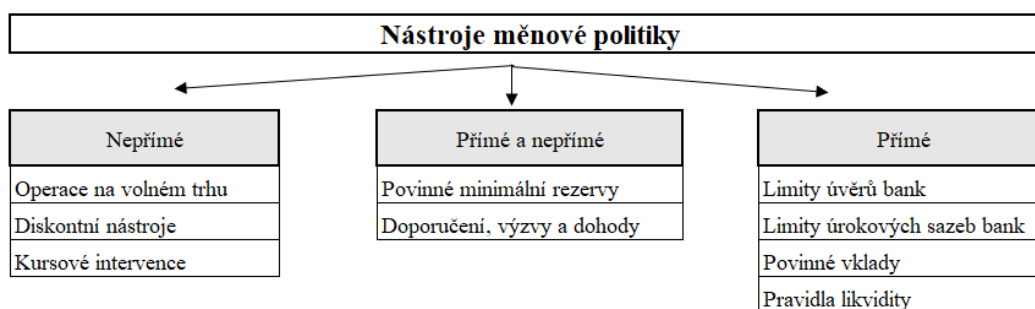 Nástroje měnové politiky
Nepřímé
Operace na volném trhu
Diskontní nástroje
Kursové intervence
Přímé a nepřímé
Povinné minimální rezervy
Doporučení, výzvy a dohody
Přímé
Limity úvěrů bank
Limity úrokových sazeb bank
Povinné vklady
Pravidla likvidity